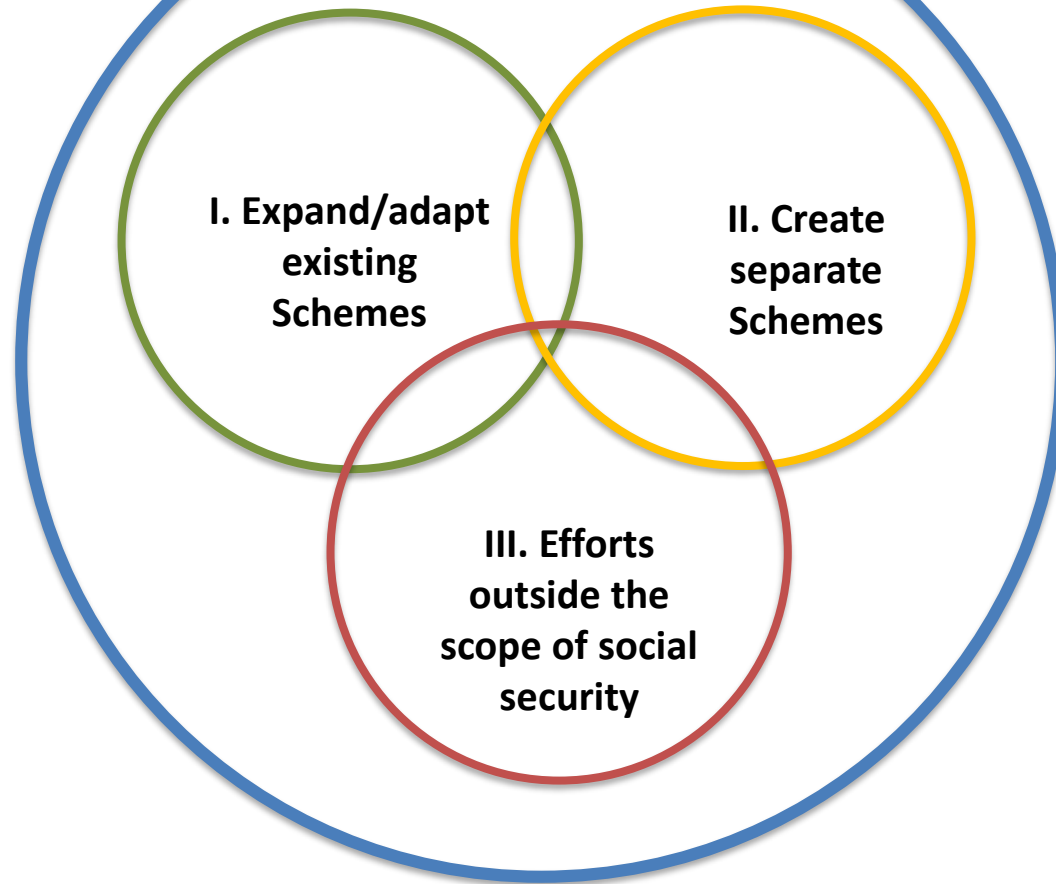 I. Expand/adapt
existing
Schemes
II. Create
separate
Schemes
III. Efforts
outside the
scope of social
security